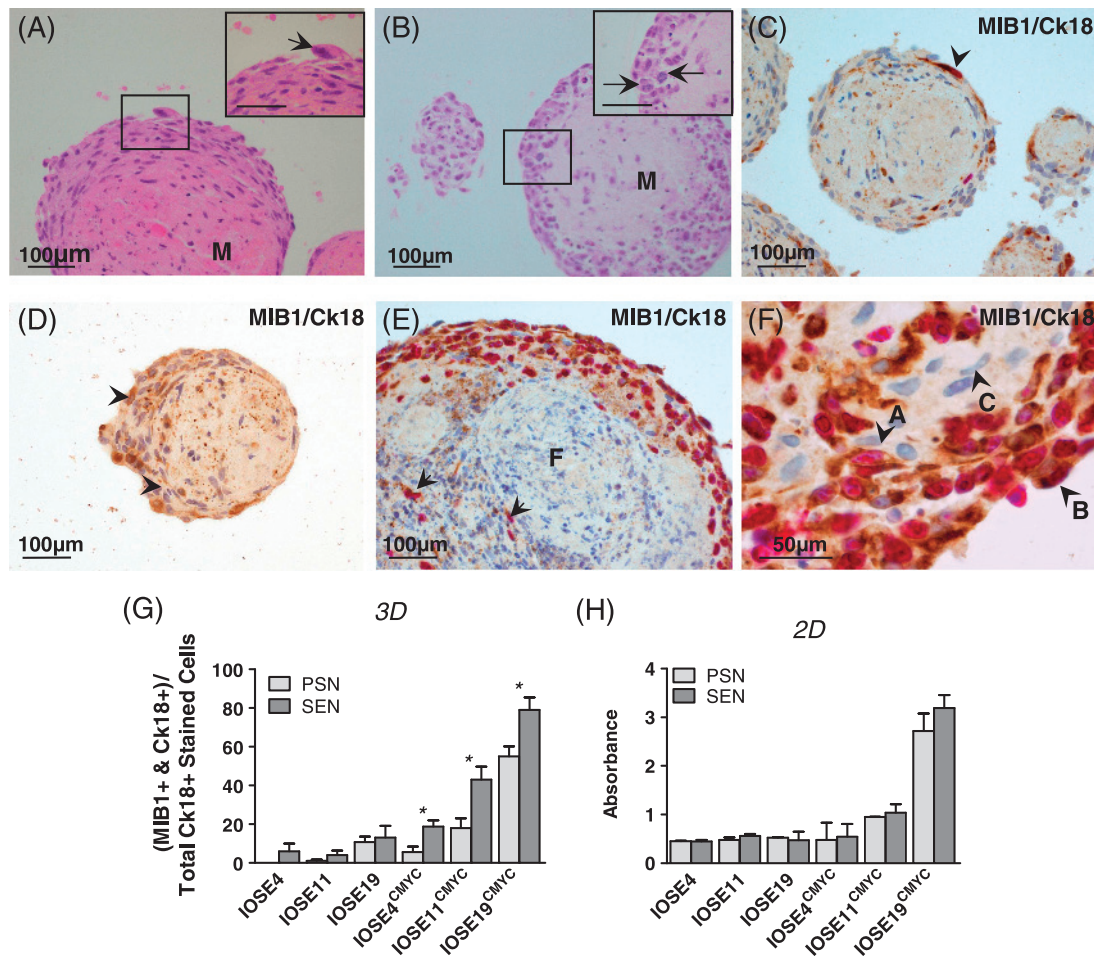 (A)
M
100µm
(B)
M
100µm
(C)
MIB1/Ck18
100µm
(D)
MIB1/Ck18
100µm
(E)
MIB1/Ck18
F
100µm
(F)
MIB1/Ck18
A
C
B
50µm
(G)
3D
(MIB1+ & Ck18+)/
Total Ck18+ Stained Cells
100
80
60
40
20
0
PSN
SEN
*
*
*
IOSE4
IOSE11
IOSE19
IOSE4CMYC
IOSE11CMYC
IOSE19CMYC
(H)
2D
Absorbance
4
3
2
1
0
PSN
SEN
IOSE4
IOSE11
IOSE19
IOSE4CMYC
IOSE11CMYC
IOSE19CMYC